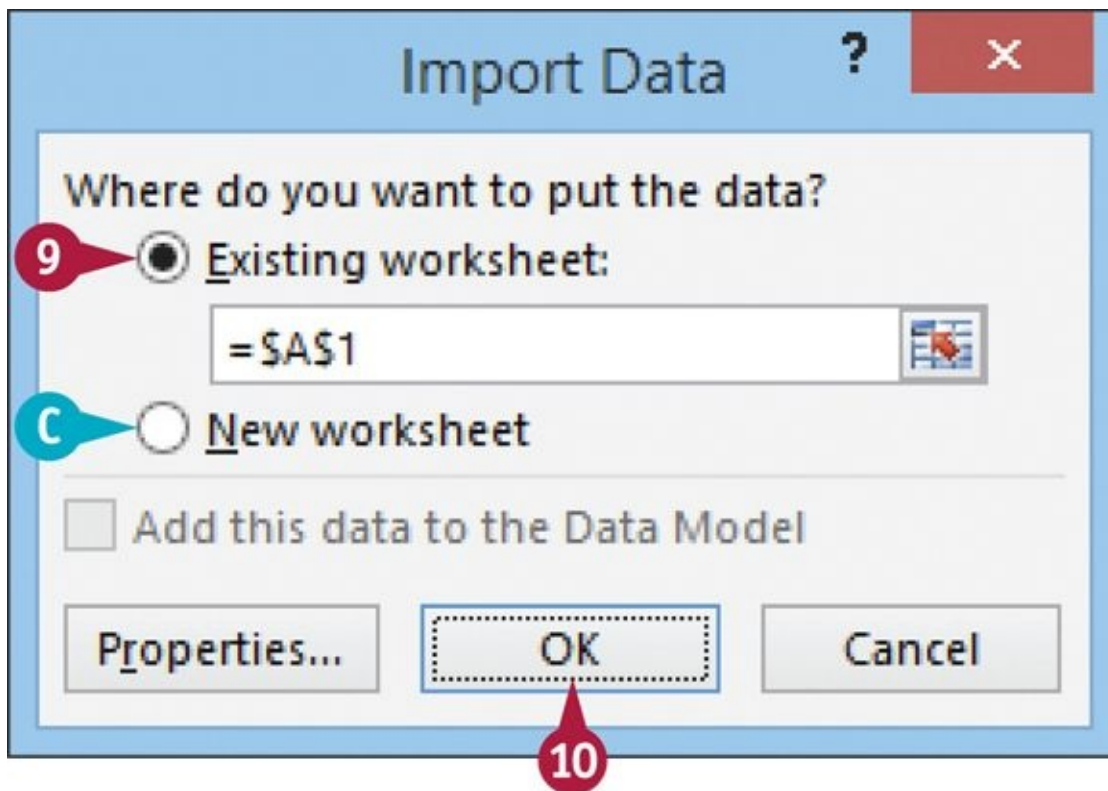 Import Data ? ×
Where do you want to put the data?
9 Existing worksheet:
=$A$1
C New worksheet
Add this data to the Data Model
Properties... OK Cancel
10